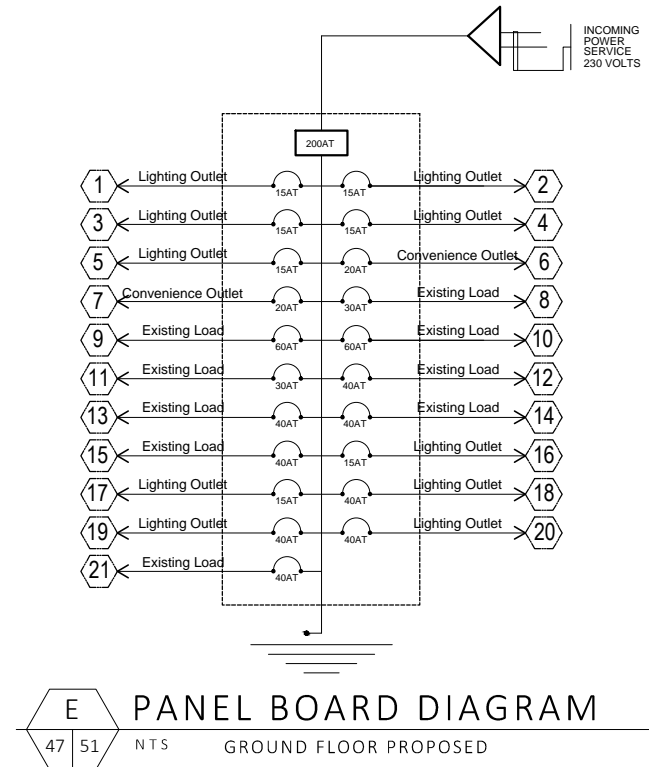 INCOMING
POWER
SERVICE
230 VOLTS
200AT
1 Lighting Outlet 15AT 15AT Lighting Outlet 2
3 Lighting Outlet 15AT 15AT Lighting Outlet 4
5 Lighting Outlet 15AT 20AT Convenience Outlet 6
7 Convenience Outlet 20AT 30AT Existing Load 8
9 Existing Load 60AT 60AT Existing Load 10
11 Existing Load 30AT 40AT Existing Load 12
13 Existing Load 40AT 40AT Existing Load 14
15 Existing Load 40AT 15AT Lighting Outlet 16
17 Lighting Outlet 15AT 40AT Lighting Outlet 18
19 Lighting Outlet 40AT 40AT Lighting Outlet 20
21 Existing Load 40AT
E PANEL BOARD DIAGRAM
47 51 NTS GROUND FLOOR PROPOSED